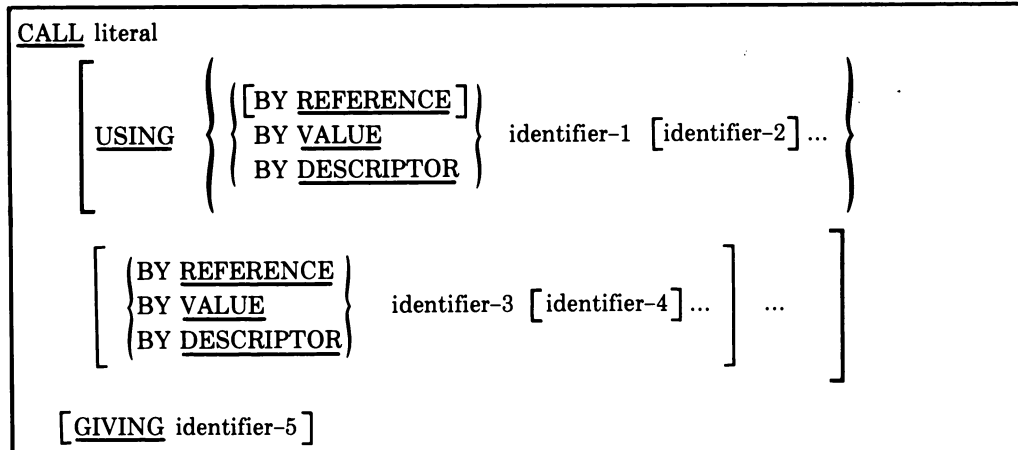 CALL literal
[BY REFERENCE]
USING BY VALUE identifier-1 [identifier-2] ...
BY DESCRIPTOR
BY REFERENCE
BY VALUE identifier-3 [identifier-4] ... ] ... ]
BY DESCRIPTOR
[GIVING identifier-5]